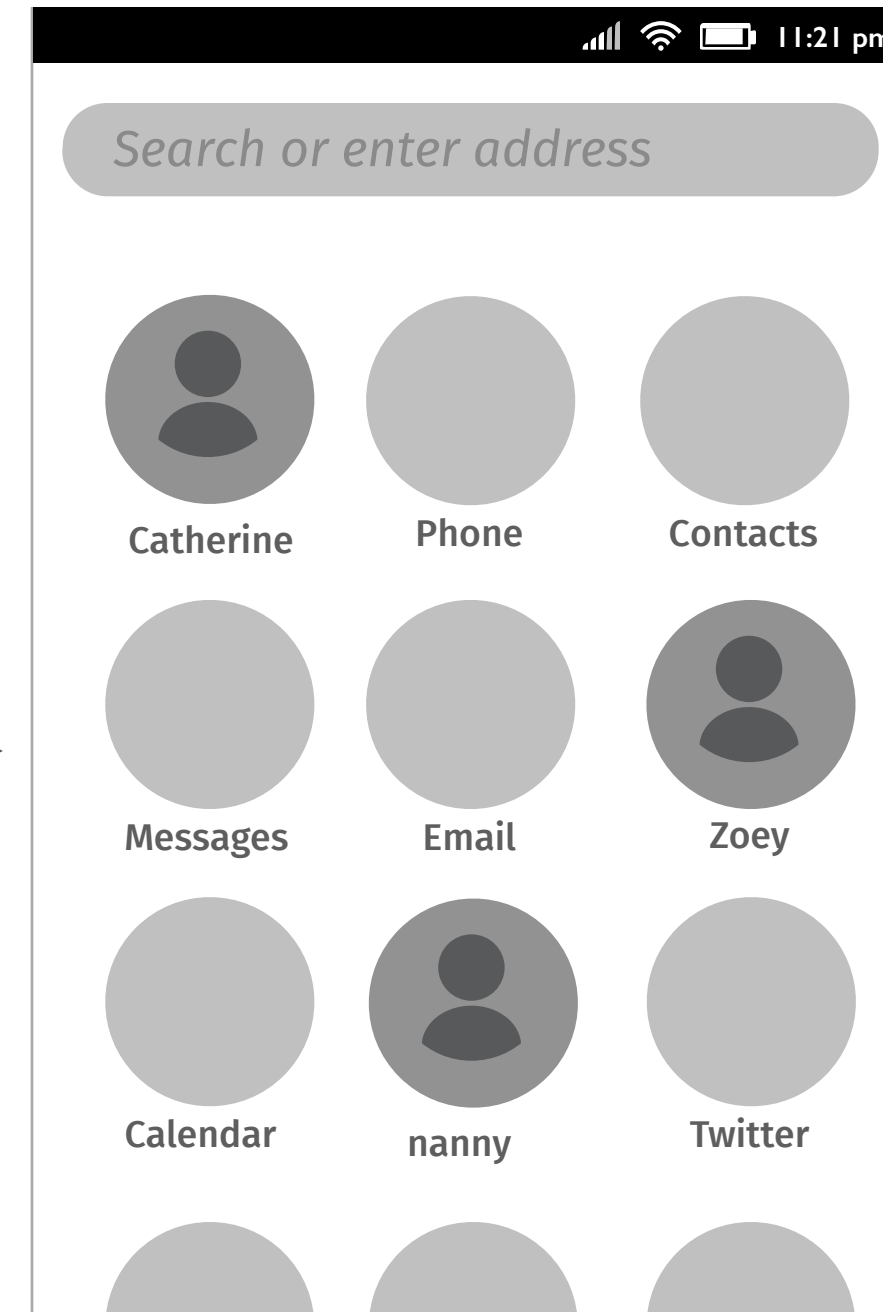 11:21 pm
Search or enter address
Catherine Phone Contacts
Messages Email Zoey
Calendar nanny Twitter